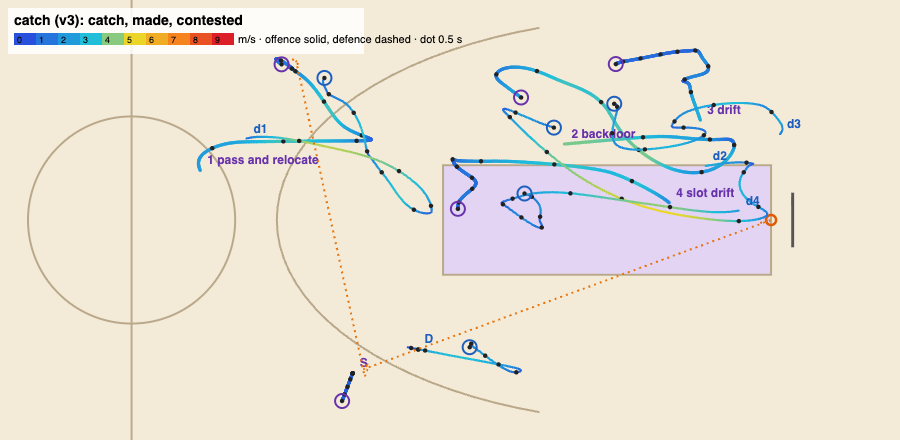 catch (v3): catch, made, contested
0 1 2 3 4 5 6 7 8 9 m/s · offence solid, defence dashed · dot 0.5 s
3 drift
d3
d1
2 backdoor
d2
1 pass and relocate
4 slot drift
d4
D
S